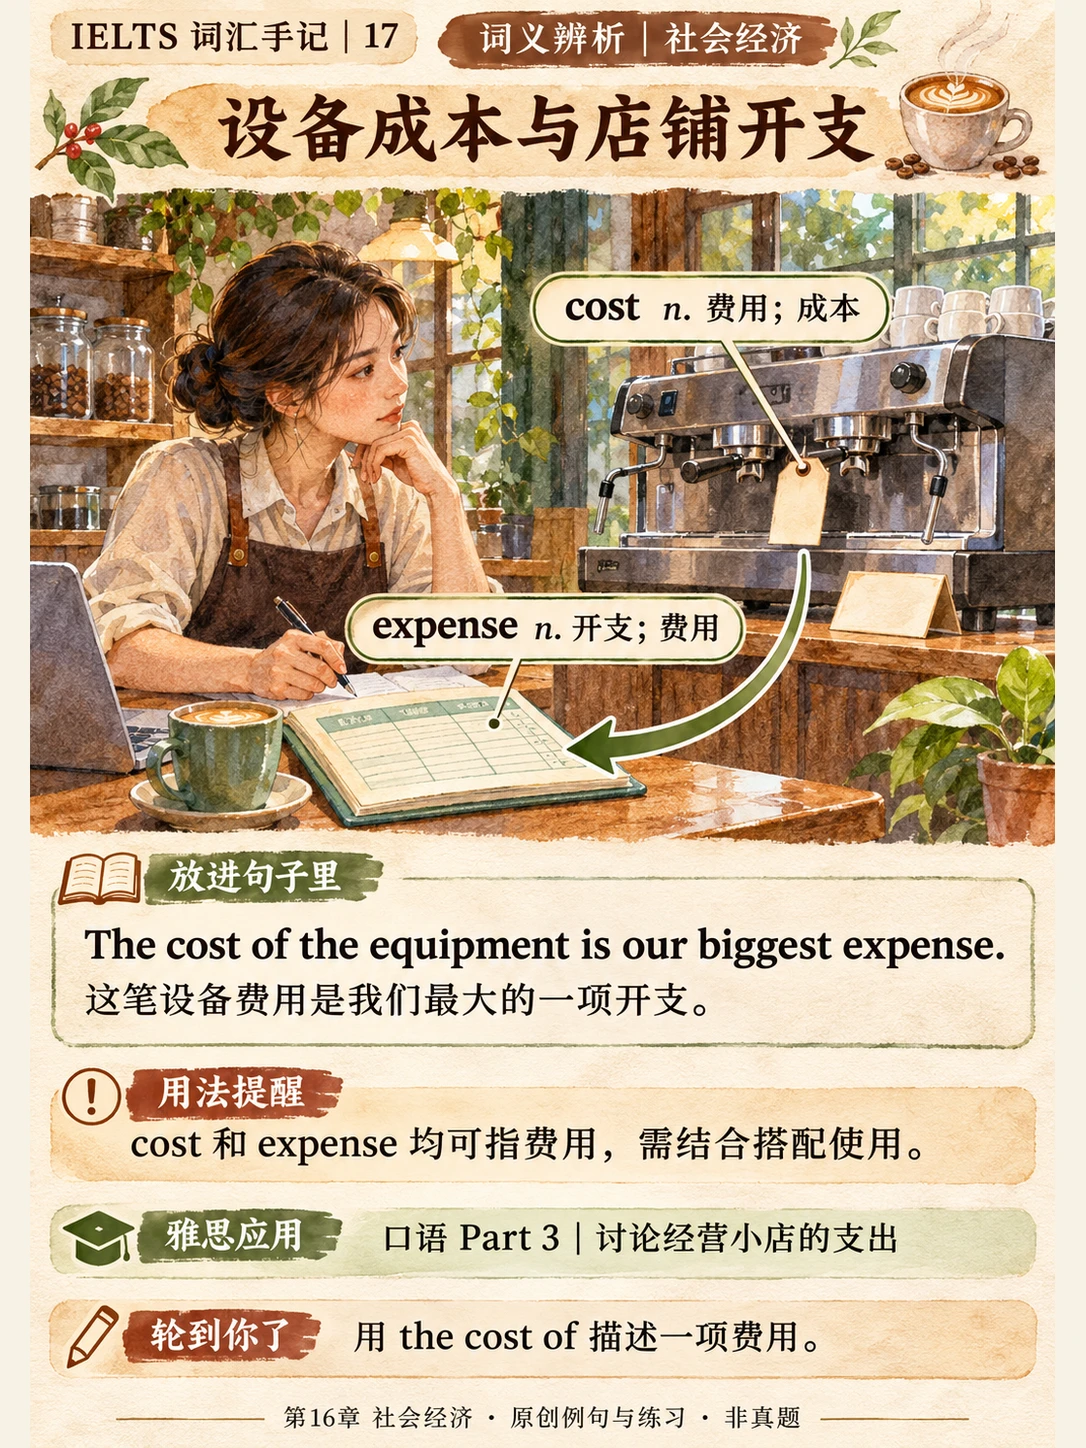 IELTS 词汇手记 | 17
词义辨析 | 社会经济
设备成本与店铺开支
cost n. 费用；成本
expense n. 开支；费用
放进句子里
The cost of the equipment is our biggest expense.
这笔设备费用是我们最大的一项开支。
用法提醒
cost 和 expense 均可指费用，需结合搭配使用。
雅思应用
口语 Part 3 | 讨论经营小店的支出
轮到你了
用 the cost of 描述一项费用。
第16章 社会经济 · 原创例句与练习 · 非真题